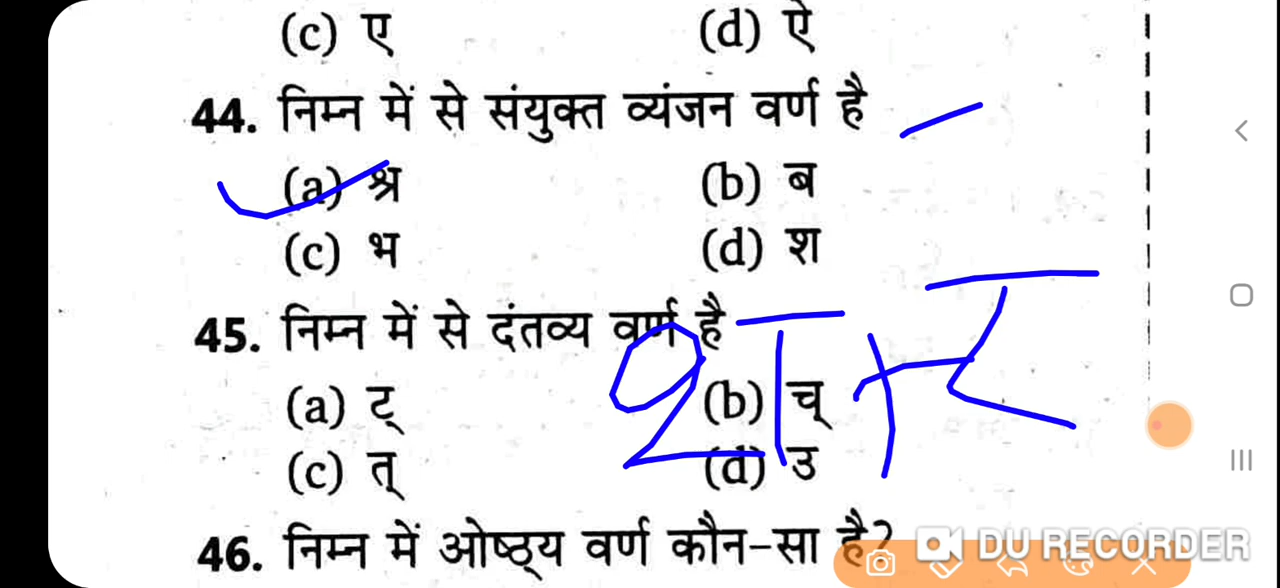 (c) ए (d) ऐ
44. निम्न में से संयुक्त व्यंजन वर्ण है
(a) श्र (b) ब
(c) भ (d) श
45. निम्न में से दंतव्य वर्ण है
श + र
(a) ट् (b) च्
(c) त् (d) उ
46. निम्न में ओष्ठ्य वर्ण कौन-सा है?
DU RECORDER